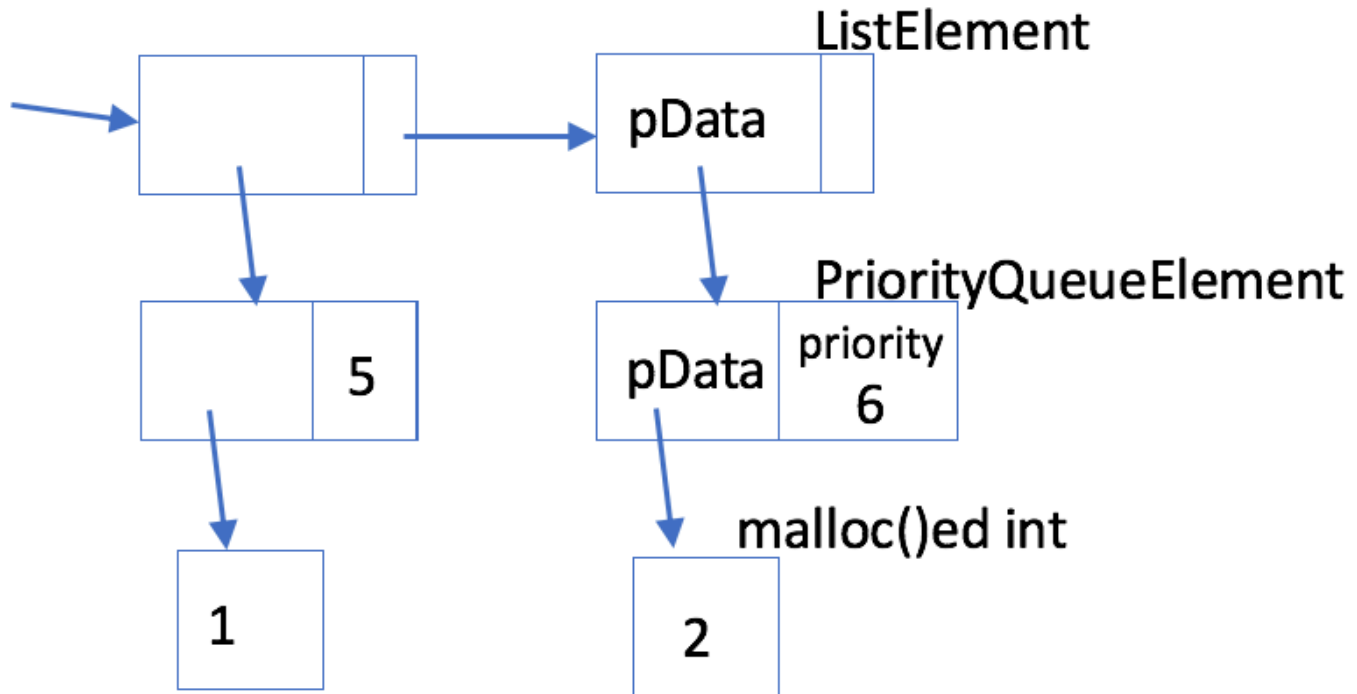 ListElement
pData
PriorityQueueElement
5
pData
priority
6
malloc()ed int
1
2